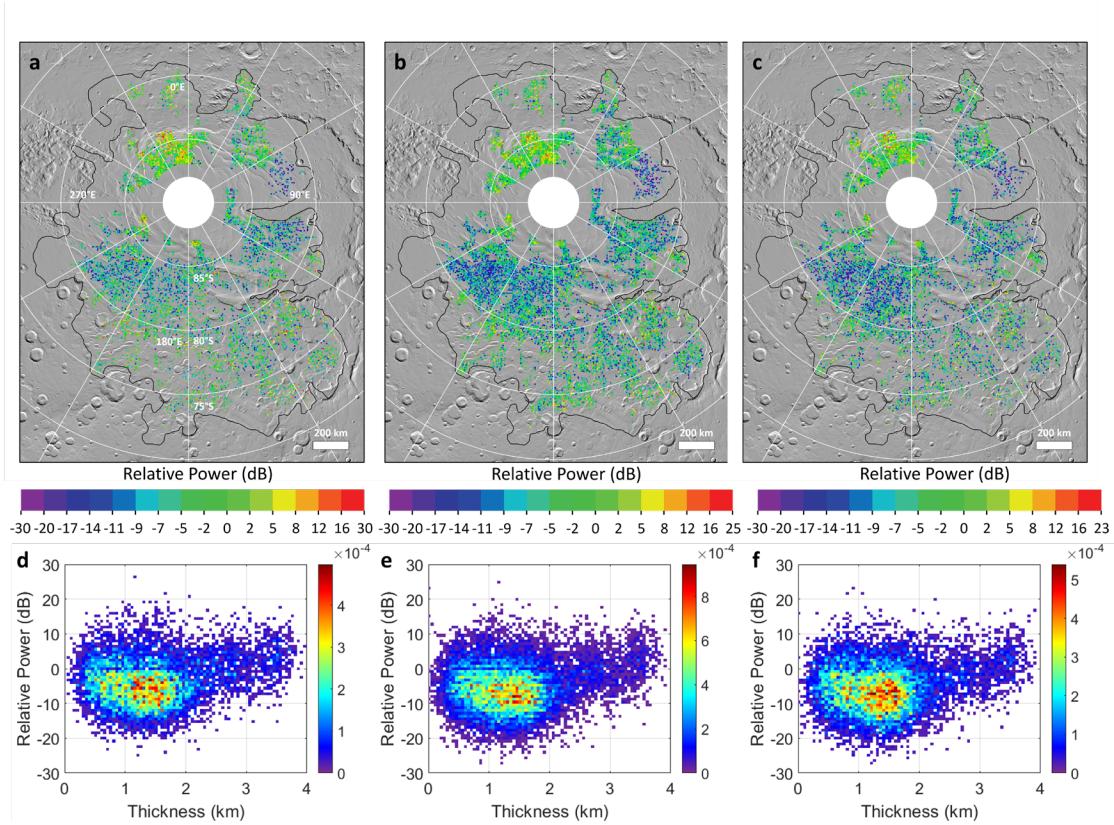 a
0°E
270°E
90°E
85°S
180°E - 80°S
75°S
200 km
b
200 km
c
200 km
Relative Power (dB)
Relative Power (dB)
Relative Power (dB)
-30 -20 -17 -14 -11 -9 -7 -5 -2 0 2 5 8 12 16 30
-30 -20 -17 -14 -11 -9 -7 -5 -2 0 2 5 8 12 16 25
-30 -20 -17 -14 -11 -9 -7 -5 -2 0 2 5 8 12 16 23
d
×10⁻⁴
30
20
10
0
-10
-20
-30
Relative Power (dB)
0 1 2 3 4
Thickness (km)
4
3
2
1
0
e
×10⁻⁴
30
20
10
0
-10
-20
-30
Relative Power (dB)
0 1 2 3 4
Thickness (km)
8
6
4
2
0
f
×10⁻⁴
30
20
10
0
-10
-20
-30
Relative Power (dB)
0 1 2 3 4
Thickness (km)
5
4
3
2
1
0